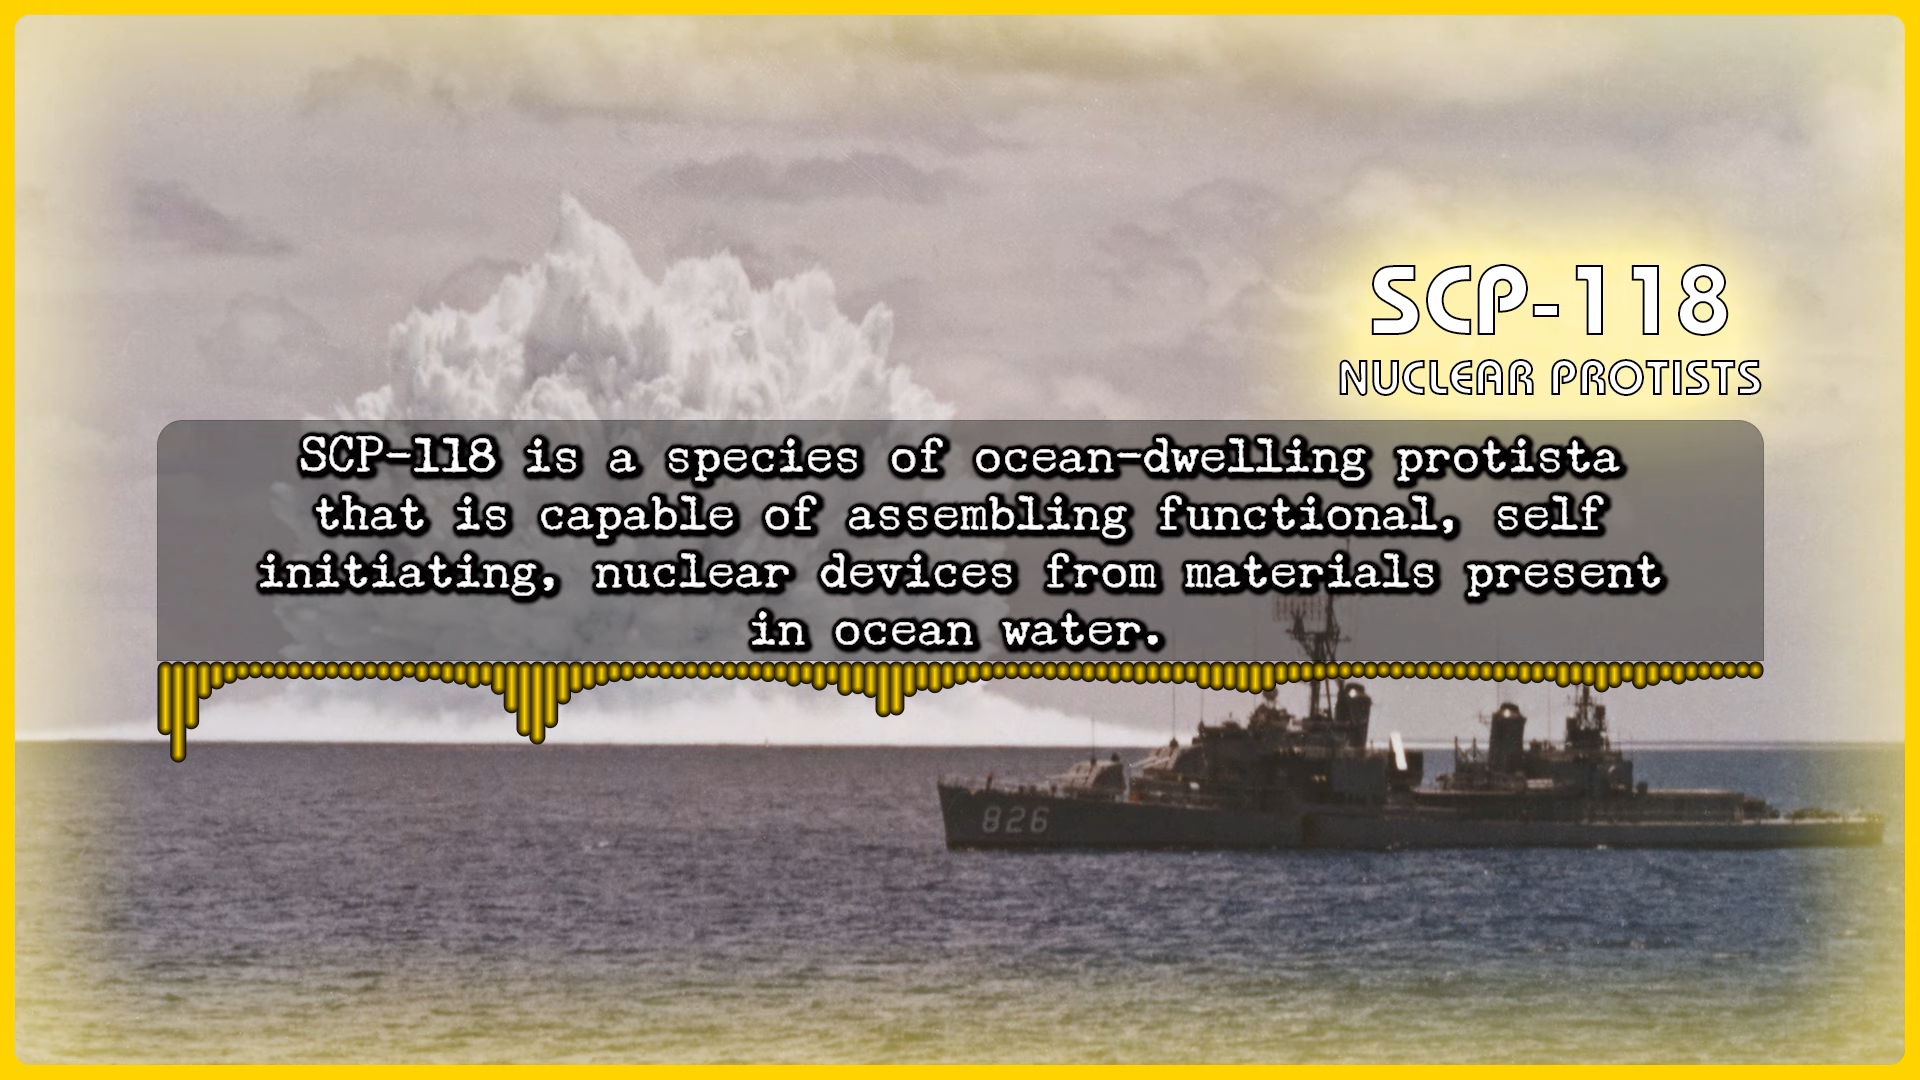 SCP-118
NUCLEAR PROTISTS
SCP-118 is a species of ocean-dwelling protista
that is capable of assembling functional, self
initiating, nuclear devices from materials present
in ocean water.
826